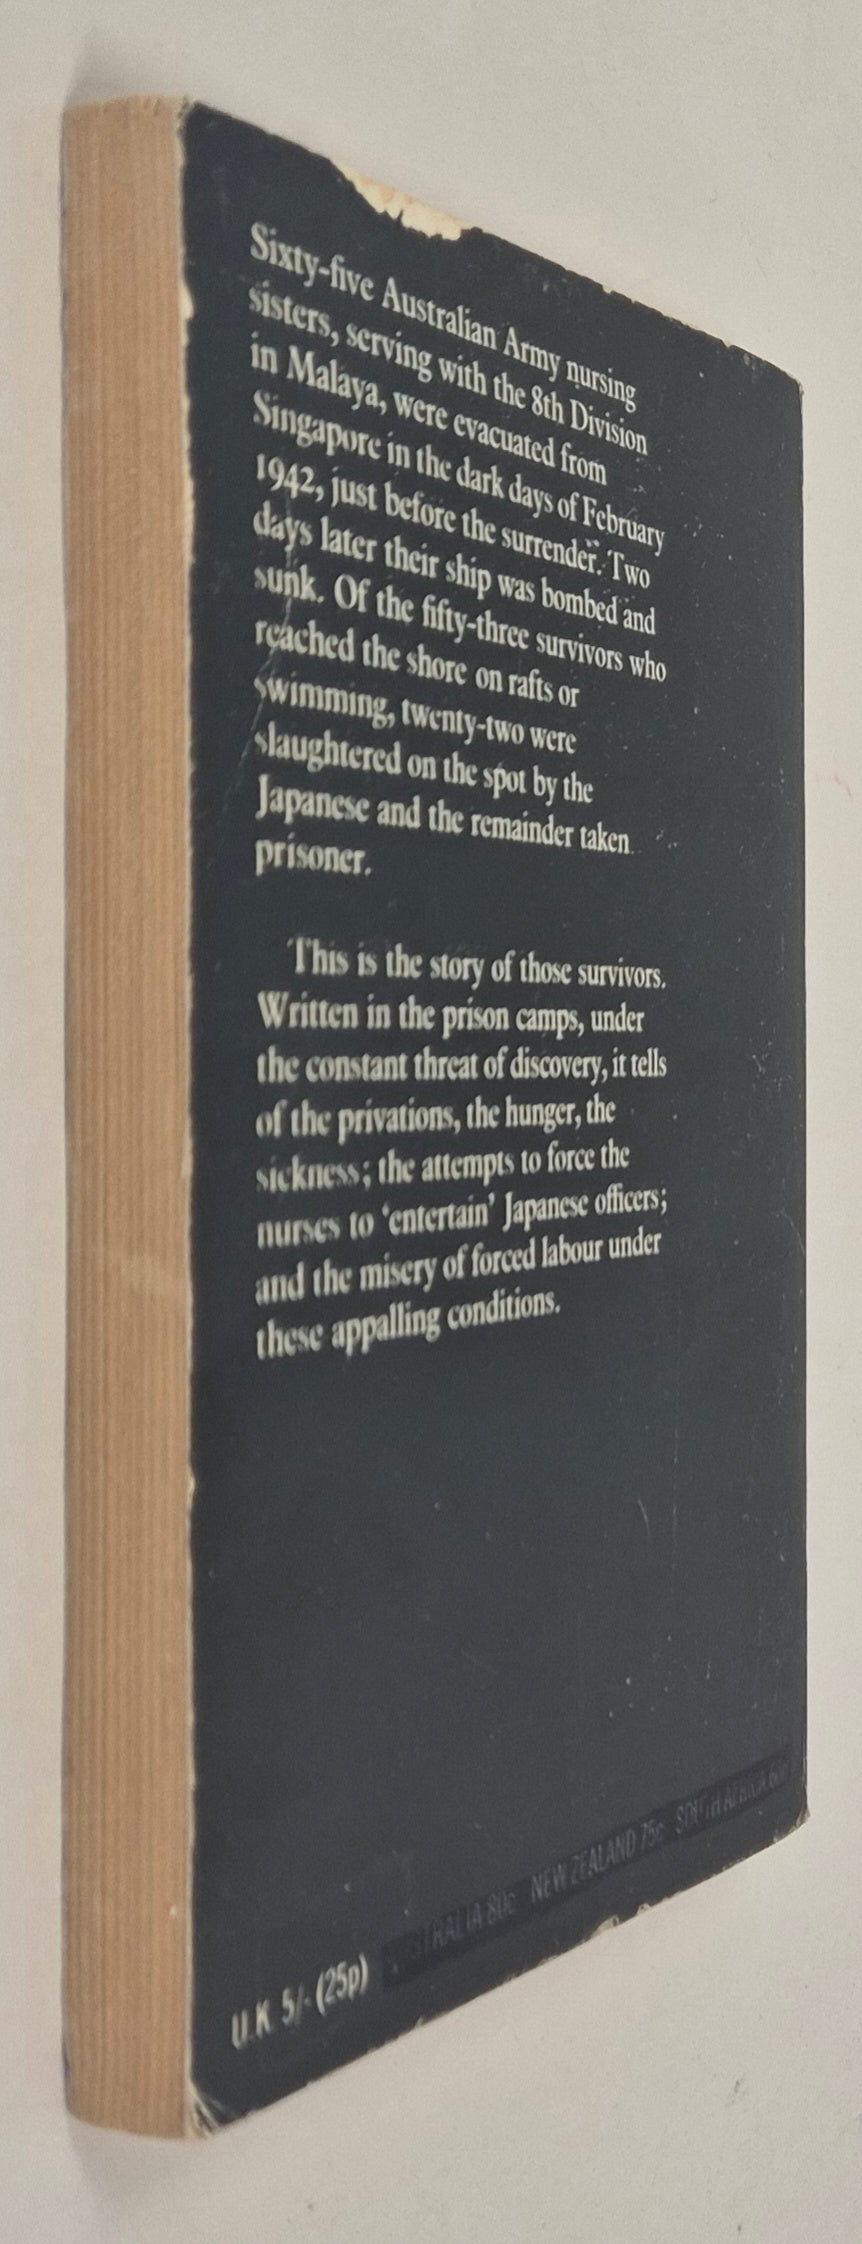 Sixty-five Australian Army nursing
sisters, serving with the 8th Division
in Malaya, were evacuated from
Singapore in the dark days of February
1942, just before the surrender. Two
days later their ship was bombed and
sunk. Of the fifty-three survivors who
reached the shore on rafts or
swimming, twenty-two were
slaughtered on the spot by the
Japanese and the remainder taken
prisoner.
This is the story of those survivors.
Written in the prison camps, under
the constant threat of discovery, it tells
of the privations, the hunger, the
sickness; the attempts to force the
nurses to ‘entertain’ Japanese officers;
and the misery of forced labour under
these appalling conditions.
U.K. 5/- (25p) 80c NEW ZEALAND 75c SOUTH AFRICA